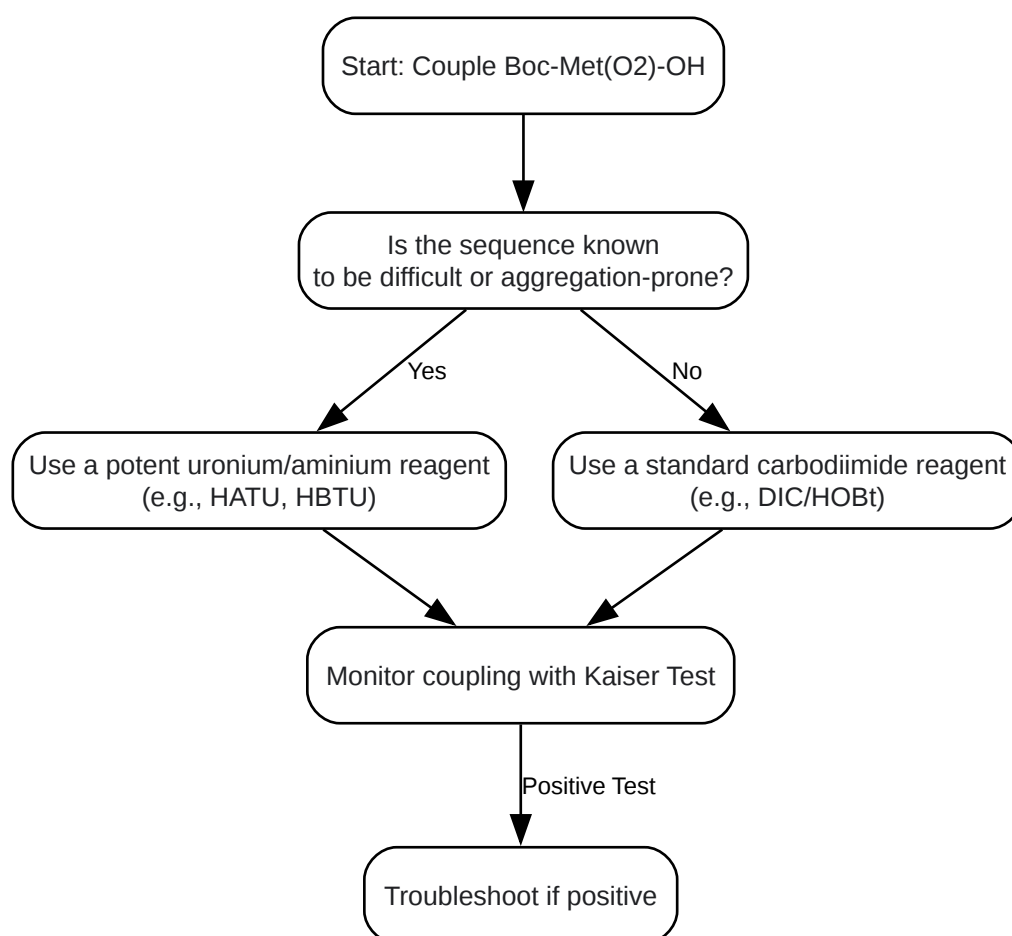 Start: Couple Boc-Met(O2)-OH
Is the sequence known
to be difficult or aggregation-prone?
Yes
No
Use a potent uronium/aminium reagent
(e.g., HATU, HBTU)
Use a standard carbodiimide reagent
(e.g., DIC/HOBt)
Monitor coupling with Kaiser Test
Positive Test
Troubleshoot if positive